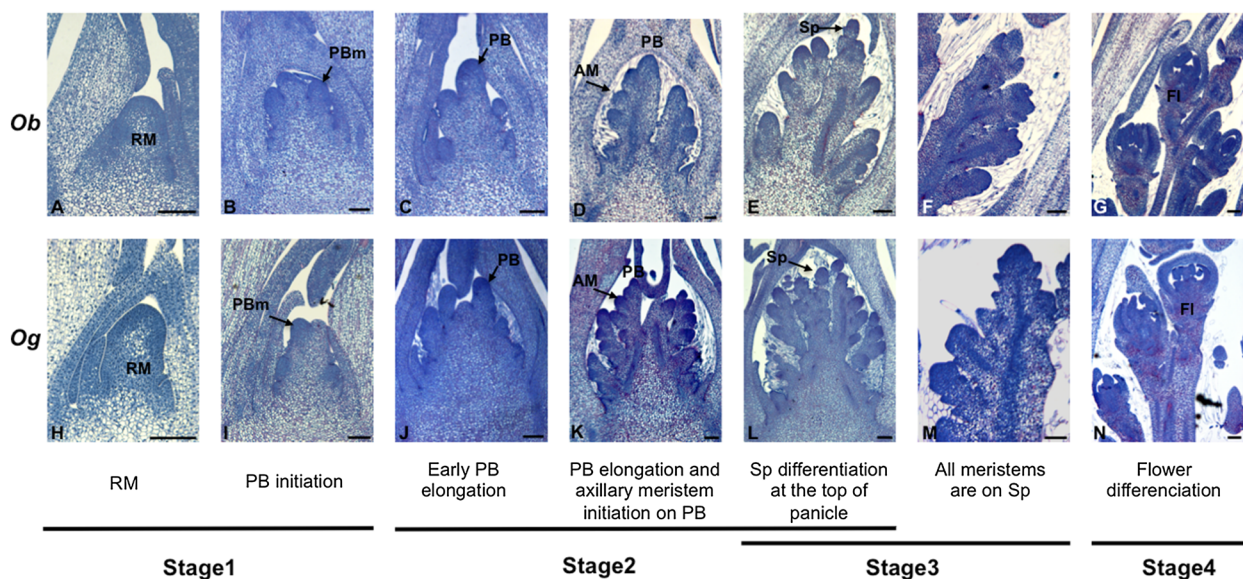 Ob
RM
A
PBm
B
PB
C
PB
AM
D
Sp
E
F
Fl
G
Og
RM
H
PBm
I
PB
J
PB
AM
K
Sp
L
M
Fl
N
RM
PB initiation
Early PB
elongation
PB elongation and
axillary meristem
initiation on PB
Sp differentiation
at the top of
panicle
All meristems
are on Sp
Flower
differenciation
Stage1
Stage2
Stage3
Stage4